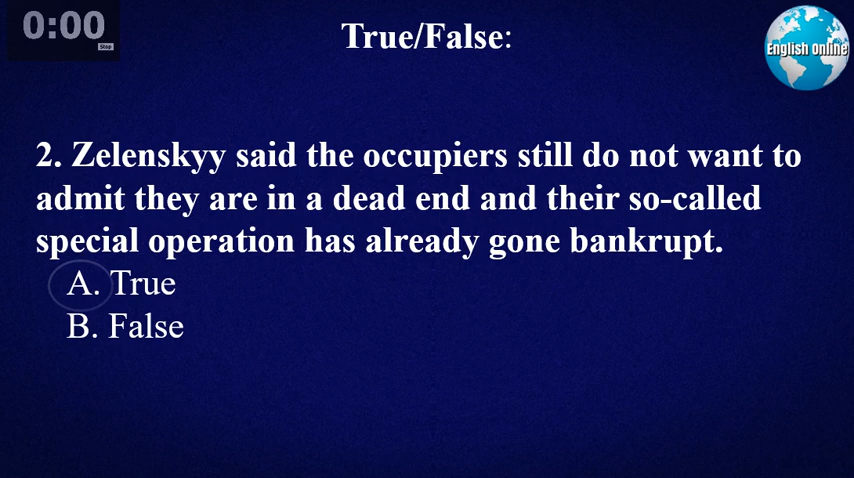 0:00
Stop
True/False:
English Online
2. Zelenskyy said the occupiers still do not want to
admit they are in a dead end and their so-called
special operation has already gone bankrupt.
A. True
B. False